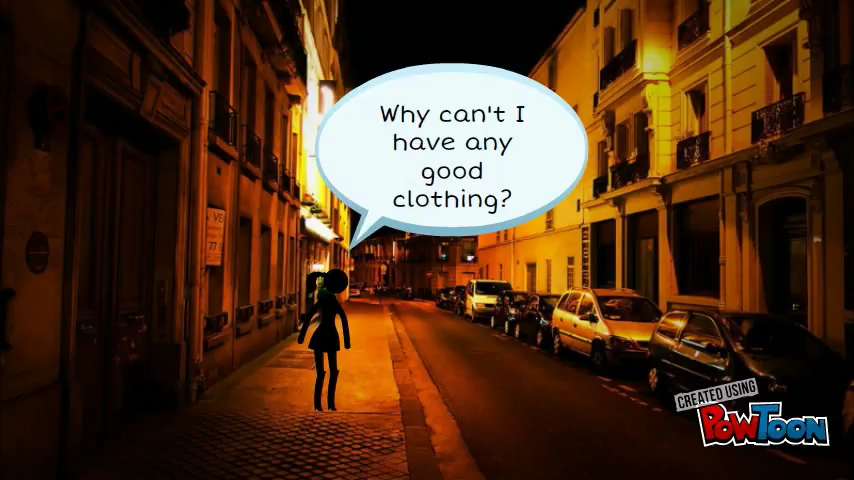 Why can't I
have any
good
clothing?
CREATED USING
POWTOON